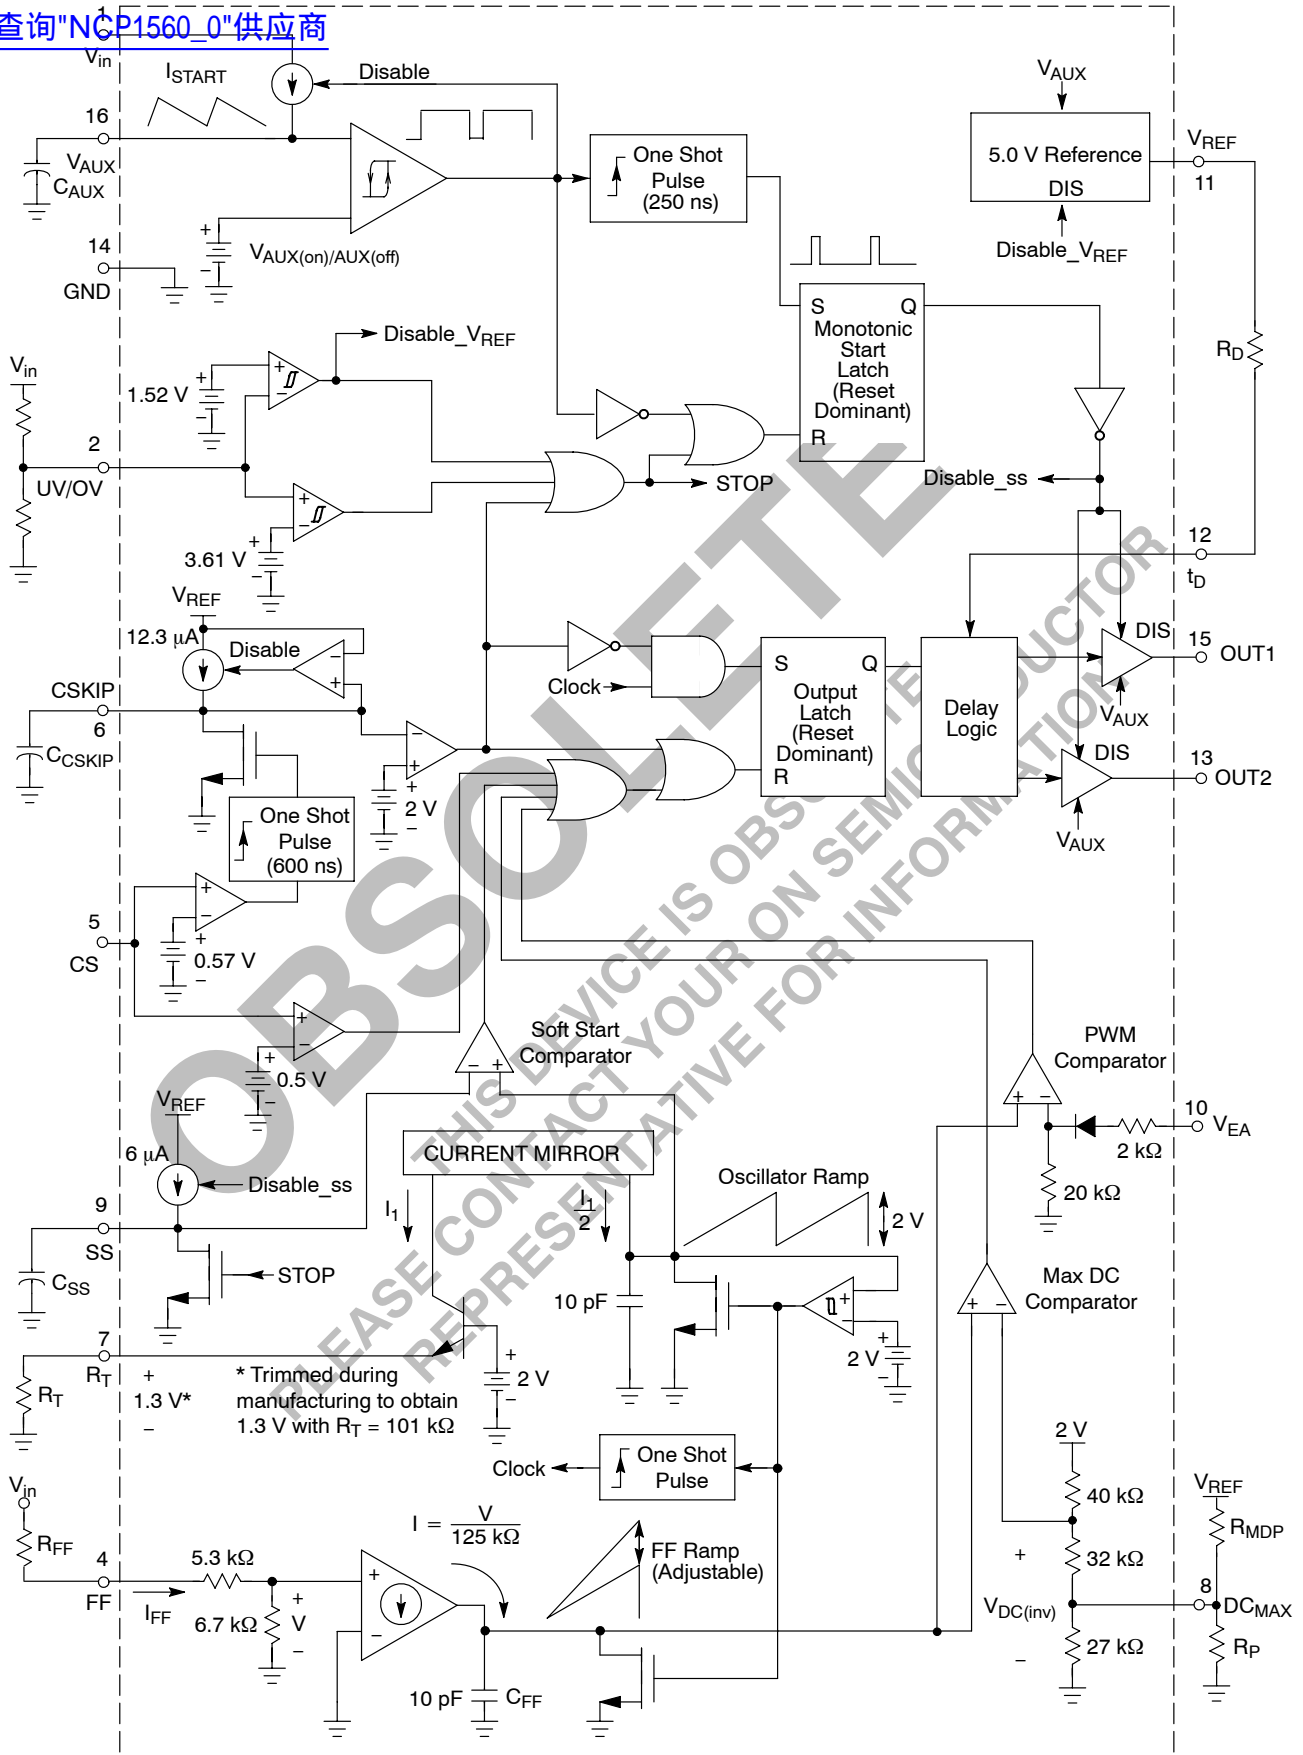 查询"NCP1560_0"供应商
1
Vin
ISTART
Disable
16
VAUX
CAUX
One Shot
Pulse
(250 ns)
VAUX
5.0 V Reference
DIS
Disable_VREF
VREF
11
+
−
VAUX(on)/AUX(off)
14
GND
Disable_VREF
S
Q
Monotonic
Start
Latch
(Reset
Dominant)
R
RD
Vin
+
−
1.52 V
+
−
2
UV/OV
STOP
Disable_ss
+
−
3.61 V
+
−
12
tD
VREF
12.3 µA
Disable
−
+
CSKIP
6
CCSKIP
−
+
+
2 V
−
Clock
S
Q
Output
Latch
(Reset
Dominant)
R
Delay
Logic
DIS
15
OUT1
VAUX
DIS
13
OUT2
VAUX
One Shot
Pulse
(600 ns)
5
CS
+
−
+
0.57 V
−
+
−
+
0.5 V
−
Soft Start
Comparator
−
+
PWM
Comparator
+
−
10
VEA
2 kΩ
20 kΩ
VREF
6 µA
Disable_ss
9
SS
CSS
STOP
CURRENT MIRROR
I1
I1
2
Oscillator Ramp
2 V
10 pF
+
−
+
2 V
−
Max DC
Comparator
+
−
7
RT
RT
+
1.3 V*
−
* Trimmed during
manufacturing to obtain
1.3 V with RT = 101 kΩ
+
2 V
−
Clock
One Shot
Pulse
2 V
40 kΩ
+
32 kΩ
VDC(inv)
−
27 kΩ
VREF
RMDP
8
DCMAX
RP
Vin
RFF
4
FF
IFF
5.3 kΩ
6.7 kΩ
+
V
−
+
−
I = V
125 kΩ
FF Ramp
(Adjustable)
10 pF
CFF
OBSOLETE
THIS DEVICE IS OBSOLETE
PLEASE CONTACT YOUR ON SEMICONDUCTOR
REPRESENTATIVE FOR INFORMATION